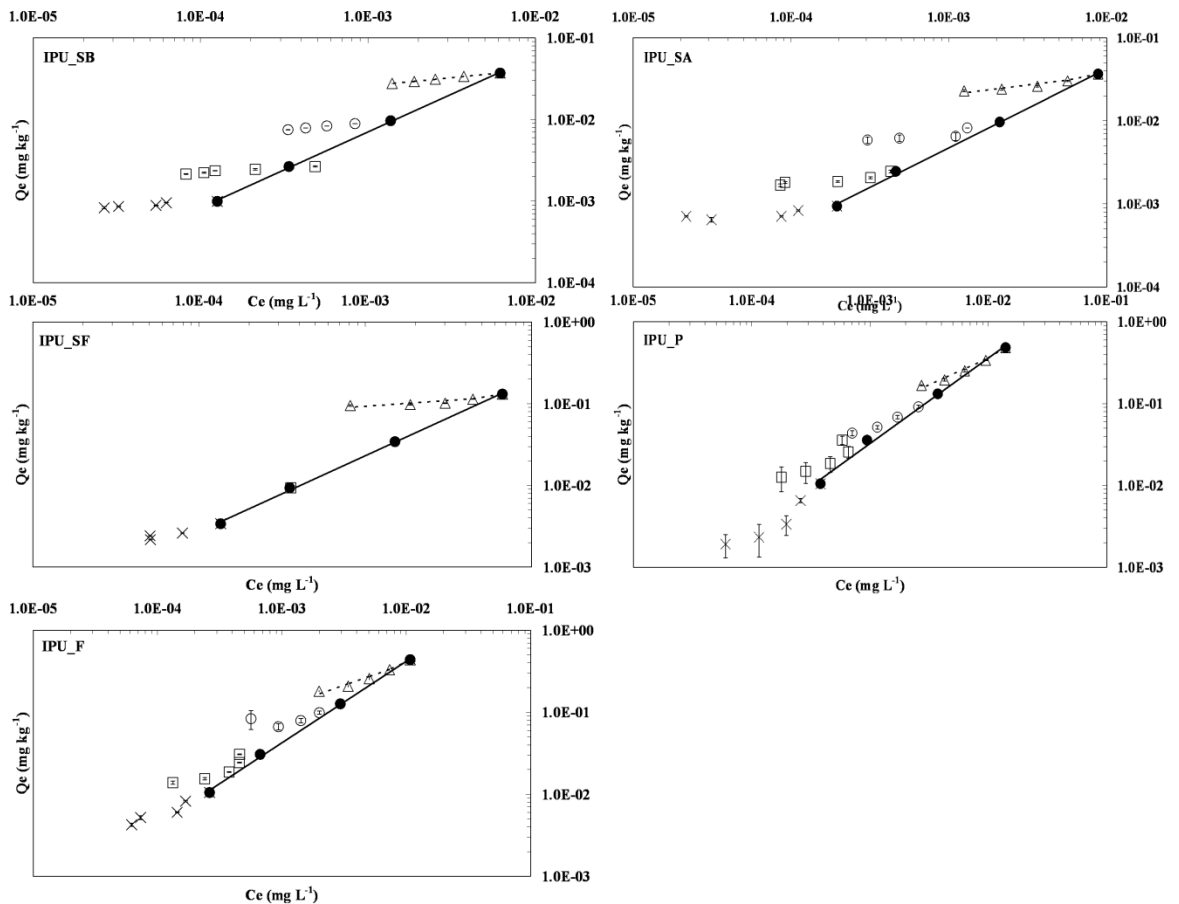 1.0E-05 1.0E-04 1.0E-03 1.0E-02
IPU_SB
Qe (mg kg-1)
1.0E-01
1.0E-02
1.0E-03
1.0E-04
1.0E-05 1.0E-04 1.0E-03 1.0E-02
IPU_SA
Qe (mg kg-1)
1.0E-01
1.0E-02
1.0E-03
1.0E-04
Ce (mg L-1)
1.0E-05 1.0E-04 1.0E-03 1.0E-02
IPU_SF
Qe (mg kg-1)
1.0E+00
1.0E-01
1.0E-02
1.0E-03
Ce (mg L-1)
Ce (mg L-1)
1.0E-05 1.0E-04 1.0E-03 1.0E-02 1.0E-01
IPU_P
Qe (mg kg-1)
1.0E+00
1.0E-01
1.0E-02
1.0E-03
Ce (mg L-1)
1.0E-05 1.0E-04 1.0E-03 1.0E-02 1.0E-01
IPU_F
Qe (mg kg-1)
1.0E+00
1.0E-01
1.0E-02
1.0E-03
Ce (mg L-1)